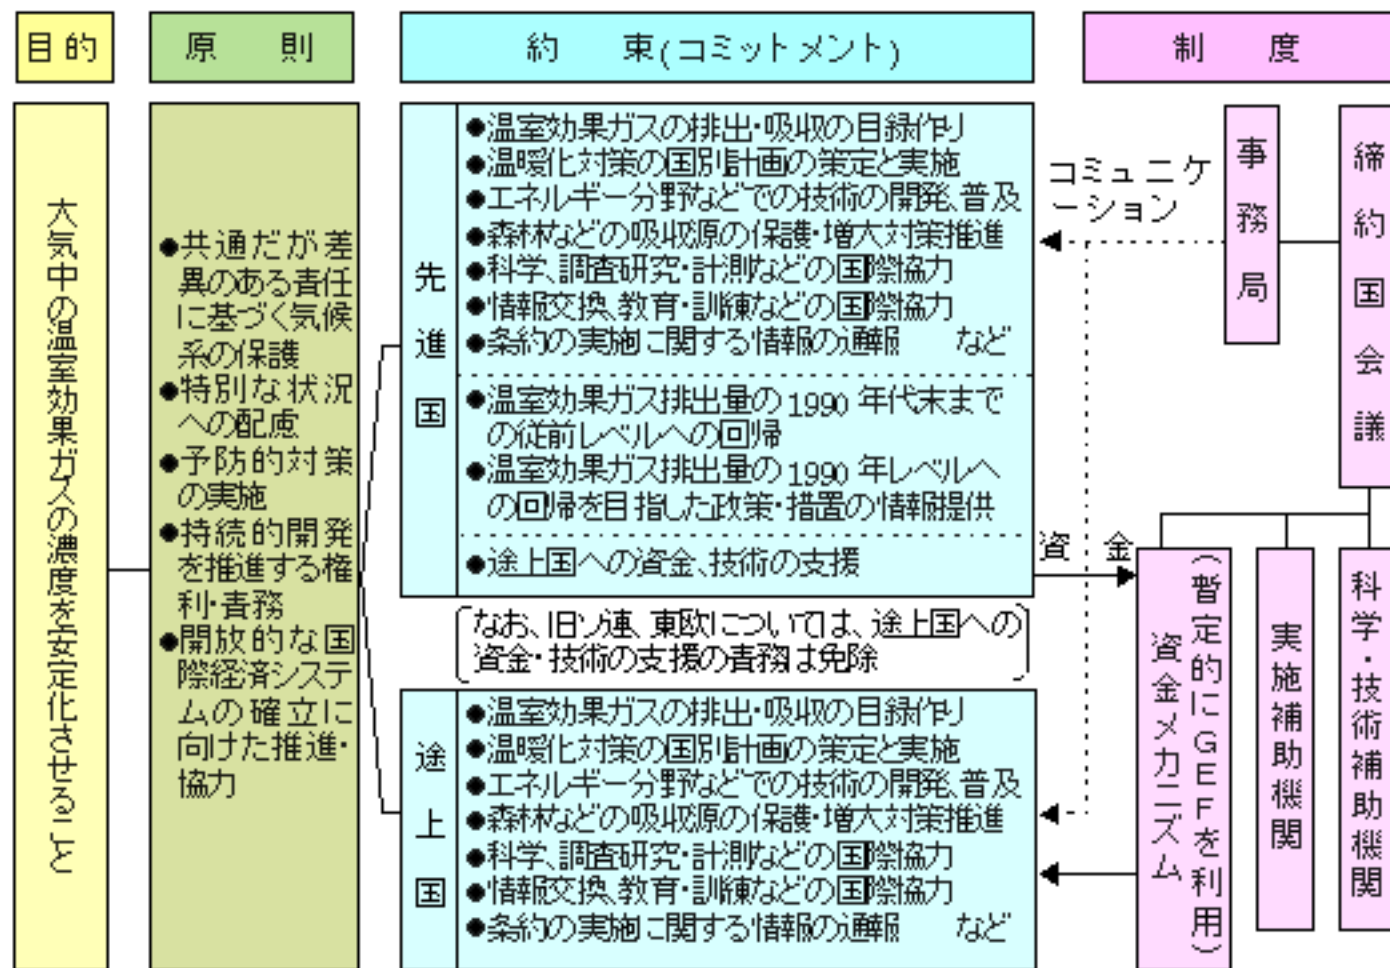 目的
原　則
約　束(コミットメント)
制　度
大気中の温室効果ガスの濃度を安定化させること
●共通だが差
異のある責任
に基づく気候
系の保護
●特別な状況
への配慮
●予防的対策
の実施
●持続的開発
を推進する権
利・責務
●開放的な国
際経済システ
ムの確立に
向けた推進・
協力
先進国
●温室効果ガスの排出・吸収の目録作り
●温暖化対策の国別計画の策定と実施
●エネルギー分野などでの技術の開発、普及
●森林などの吸収源の保護・増大対策推進
●科学、調査研究・計測などの国際協力
●情報交換、教育・訓練などの国際協力
●条約の実施に関する情報の通報　など
●温室効果ガス排出量の1990年代末まで
の従前レベルへの回帰
●温室効果ガス排出量の1990年レベルへ
の回帰を目指した政策・措置の情報提供
●途上国への資金、技術の支援
(なお、旧ソ連、東欧については、途上国への
資金・技術の支援の責務は免除)
途上国
●温室効果ガスの排出・吸収の目録作り
●温暖化対策の国別計画の策定と実施
●エネルギー分野などでの技術の開発、普及
●森林などの吸収源の保護・増大対策推進
●科学、調査研究・計測などの国際協力
●情報交換、教育・訓練などの国際協力
●条約の実施に関する情報の通報　など
コミュニケ
ーション
資　金
事務局
締約国会議
(暫定的にGEFを利用)
資金メカニズム
実施補助機関
科学・技術補助機関